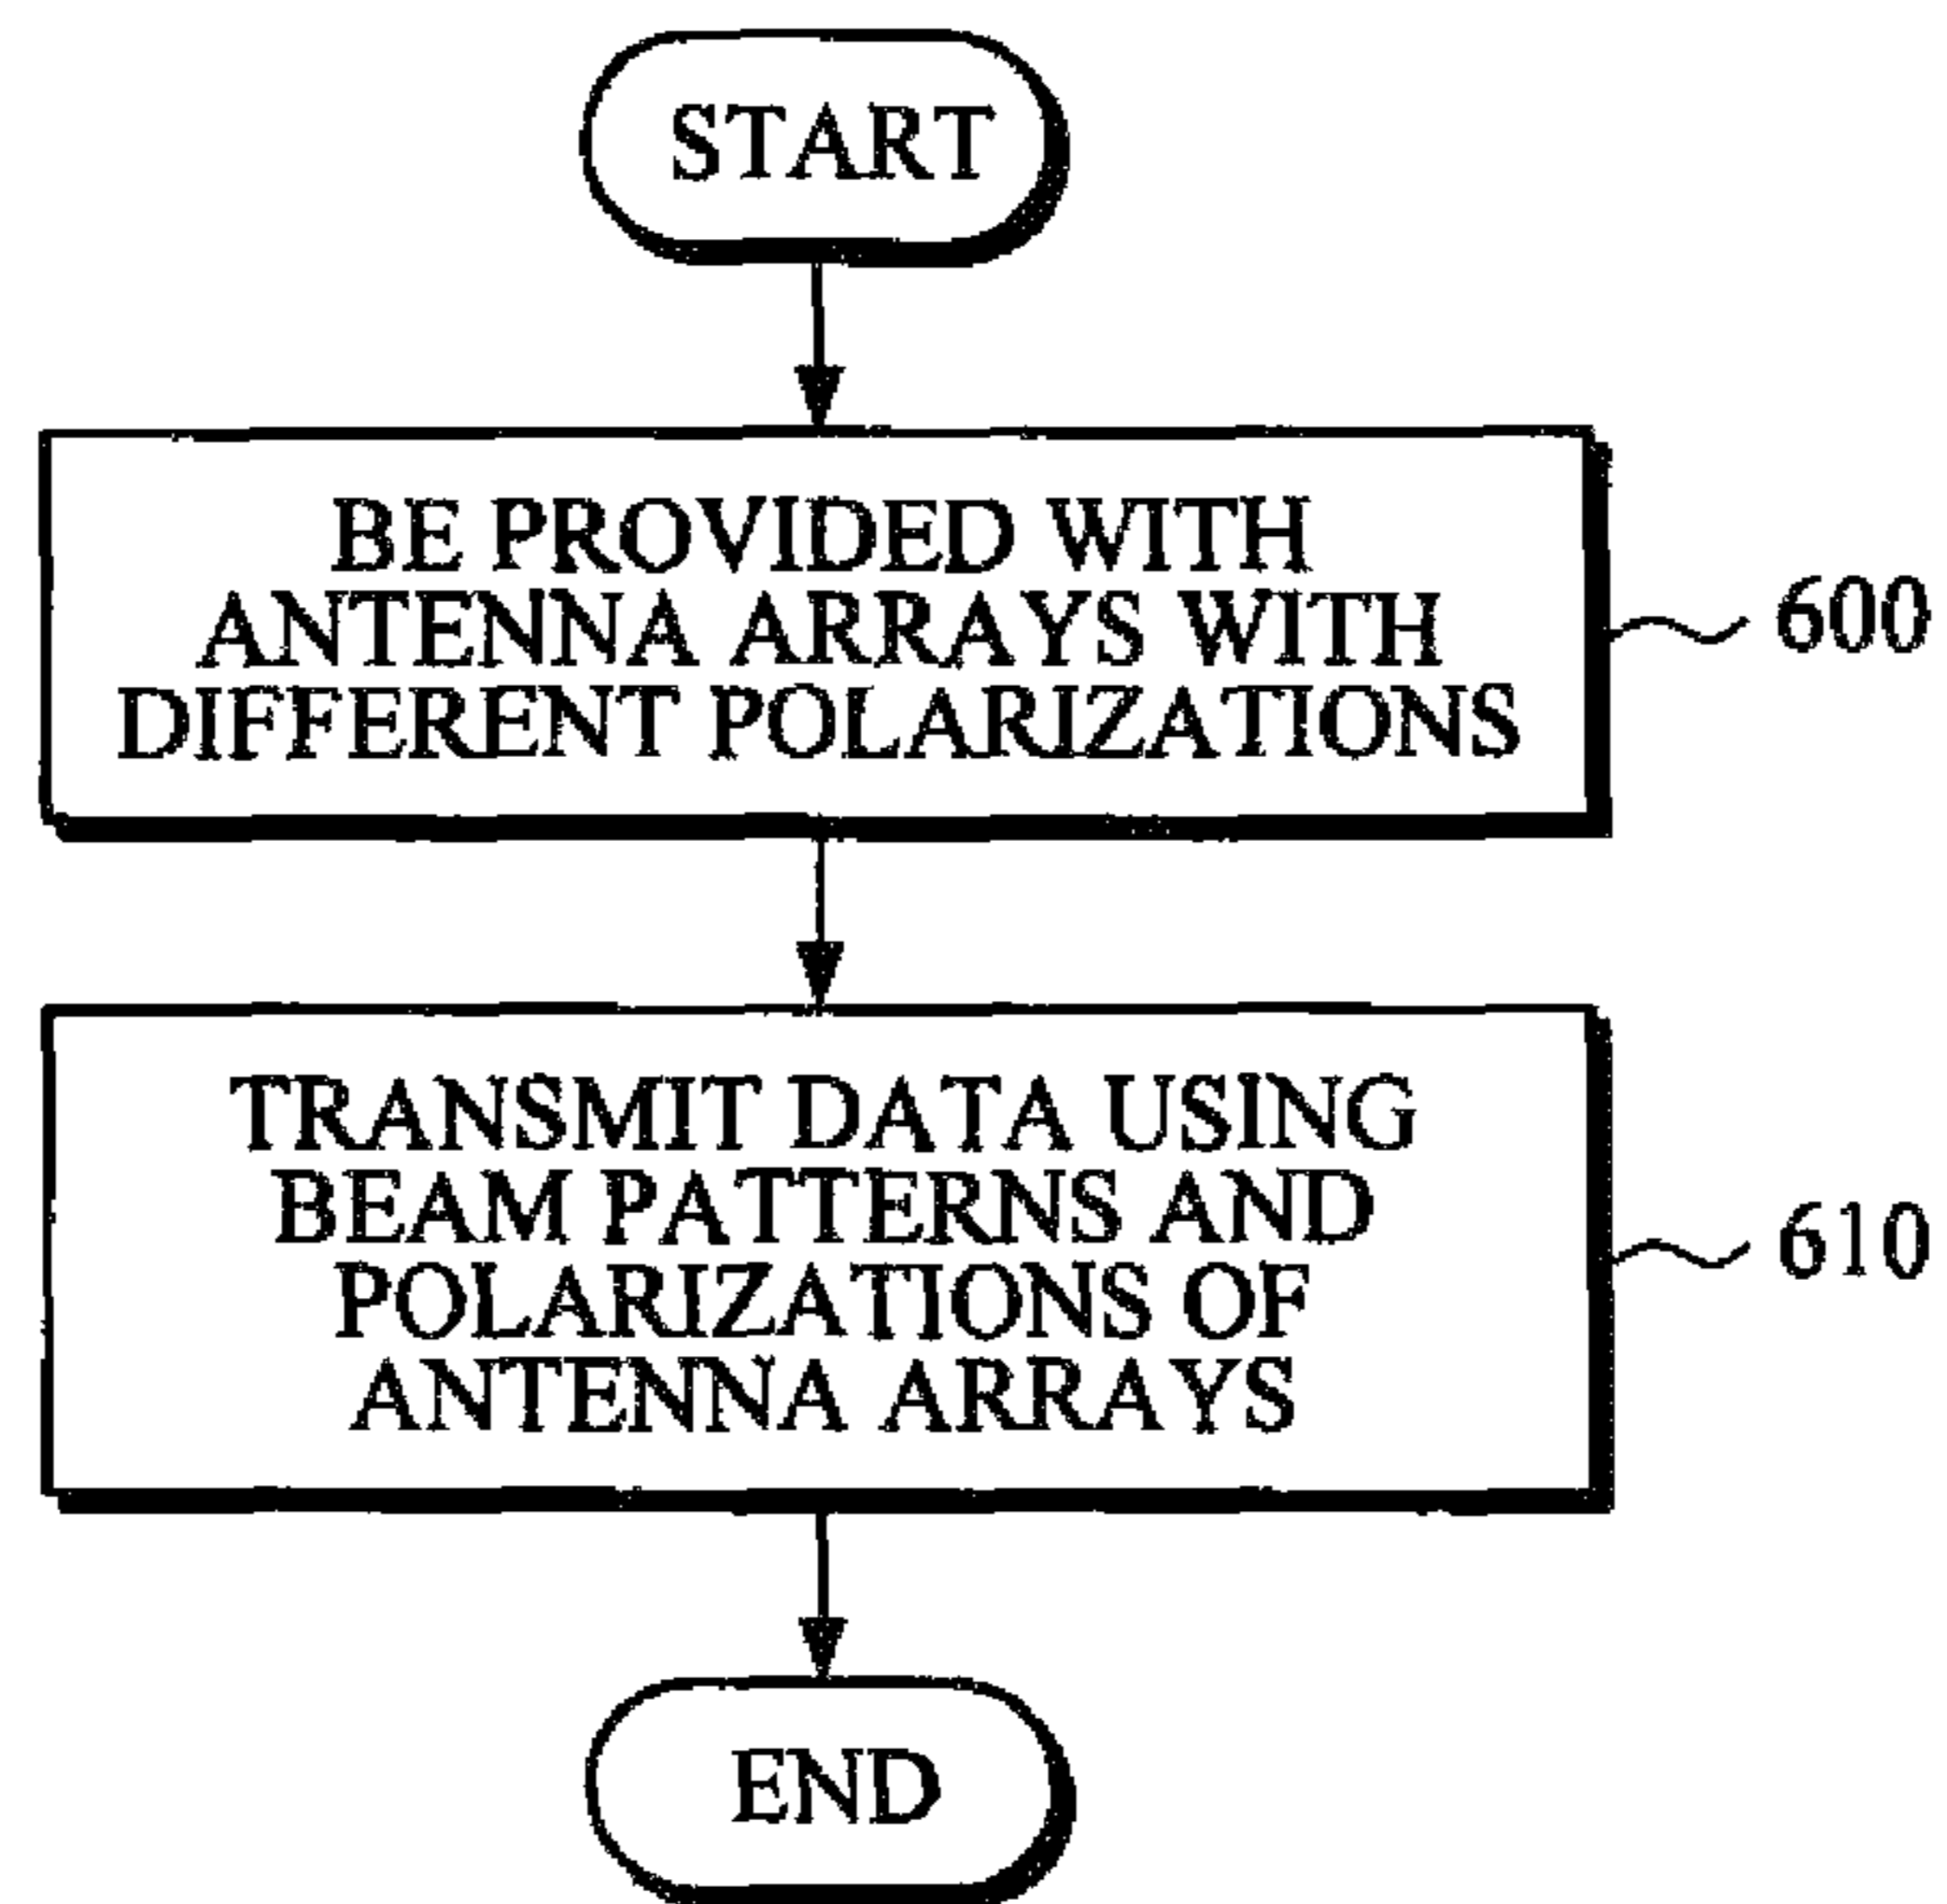 START
BE PROVIDED WITH
ANTENNA ARRAYS WITH
DIFFERENT POLARIZATIONS
600
TRANSMIT DATA USING
BEAM PATTERNS AND
POLARIZATIONS OF
ANTENNA ARRAYS
610
END